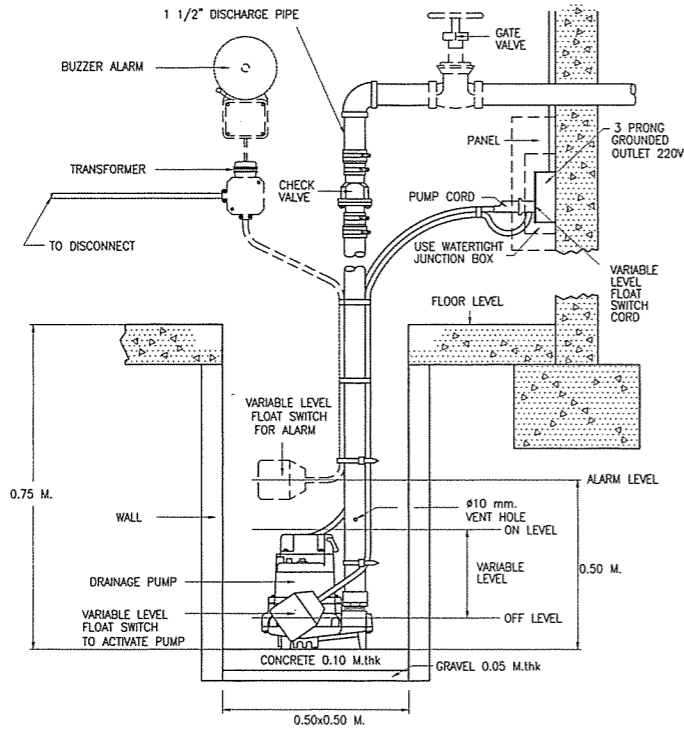 1 1/2" DISCHARGE PIPE
GATE
VALVE
BUZZER ALARM
3 PRONG
GROUNDED
OUTLET 220V
PANEL
TRANSFORMER
CHECK
VALVE
PUMP CORD
TO DISCONNECT
USE WATERTIGHT
JUNCTION BOX
VARIABLE
LEVEL
FLOAT
SWITCH
CORD
FLOOR LEVEL
VARIABLE LEVEL
FLOAT SWITCH
FOR ALARM
ALARM LEVEL
0.75 M.
WALL
ø10 mm.
VENT HOLE
ON LEVEL
VARIABLE
LEVEL
0.50 M.
DRAINAGE PUMP
VARIABLE LEVEL
FLOAT SWITCH
TO ACTIVATE PUMP
OFF LEVEL
CONCRETE 0.10 M.thk
GRAVEL 0.05 M.thk
0.50x0.50 M.